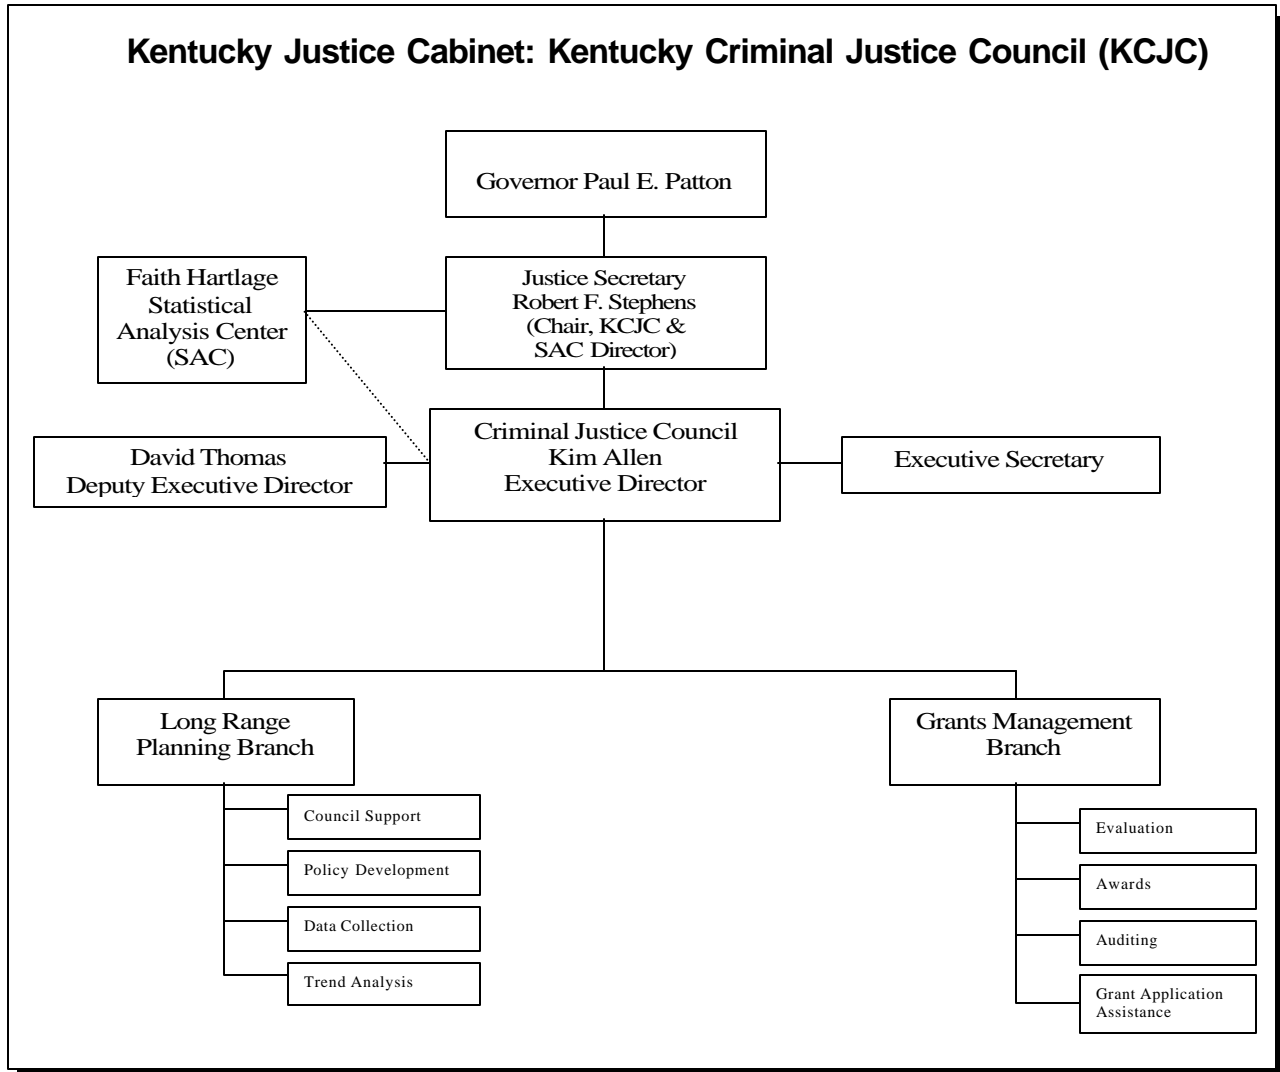 Kentucky Justice Cabinet: Kentucky Criminal Justice Council (KCJC)
Governor Paul E. Patton
Faith Hartlage
Statistical
Analysis Center
(SAC)
Justice Secretary
Robert F. Stephens
(Chair, KCJC &
SAC Director)
David Thomas
Deputy Executive Director
Criminal Justice Council
Kim Allen
Executive Director
Executive Secretary
Long Range
Planning Branch
Council Support
Policy Development
Data Collection
Trend Analysis
Grants Management
Branch
Evaluation
Awards
Auditing
Grant Application
Assistance